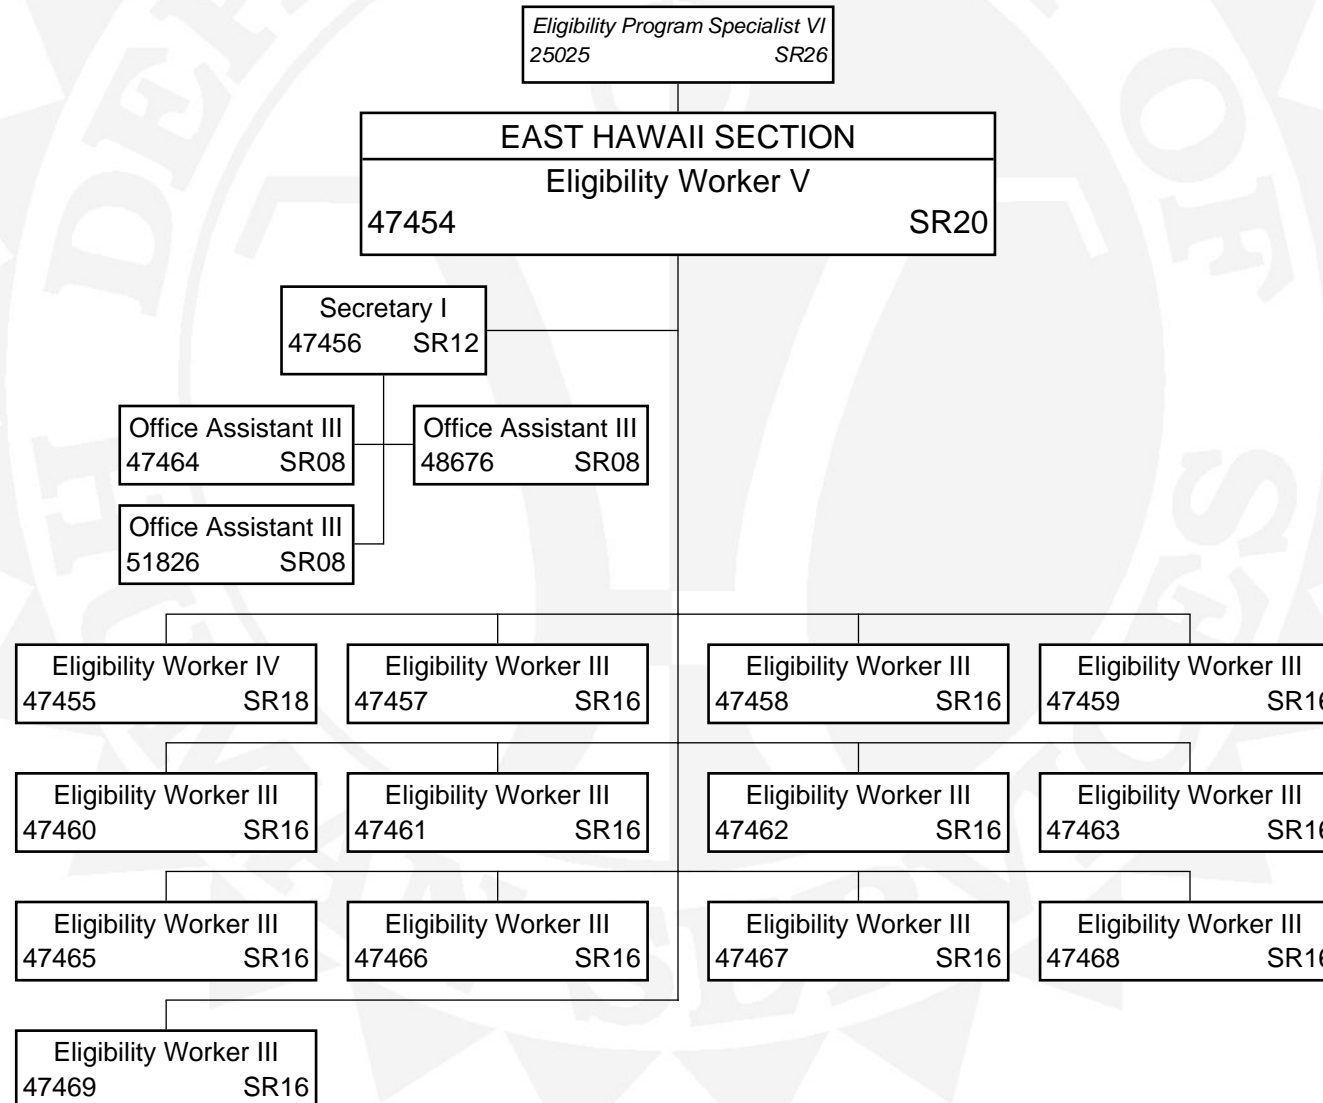 Eligibility Program Specialist VI
25025 SR26
EAST HAWAII SECTION
Eligibility Worker V
47454 SR20
Secretary I
47456 SR12
Office Assistant III
47464 SR08
Office Assistant III
48676 SR08
Office Assistant III
51826 SR08
Eligibility Worker IV
47455 SR18
Eligibility Worker III
47457 SR16
Eligibility Worker III
47458 SR16
Eligibility Worker III
47459 SR16
Eligibility Worker III
47460 SR16
Eligibility Worker III
47461 SR16
Eligibility Worker III
47462 SR16
Eligibility Worker III
47463 SR16
Eligibility Worker III
47465 SR16
Eligibility Worker III
47466 SR16
Eligibility Worker III
47467 SR16
Eligibility Worker III
47468 SR16
Eligibility Worker III
47469 SR16